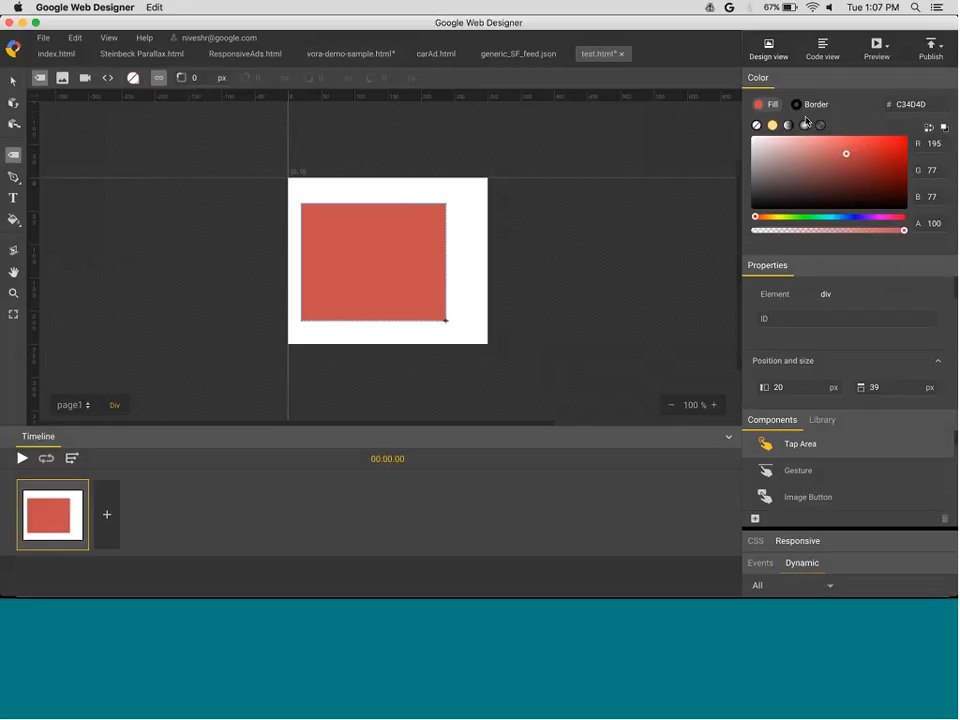 Google Web Designer Edit 67% Tue 1:07 PM
Google Web Designer
File Edit View Help niveshr@google.com
index.html Steinbeck Parallax.html ResponsiveAds.html vora-demo-sample.html* carAd.html generic_SF_feed.json test.html* ×
Design view Code view Preview Publish
0 px
Color
Fill Border # C34D4D
R 195
G 77
B 77
A 100
(0, 0)
Properties
Element div
ID
Position and size
20 px 39 px
page1 Div
− 100 % +
Components Library
Tap Area
Gesture
Image Button
Timeline
00:00.00
CSS Responsive
Events Dynamic
All